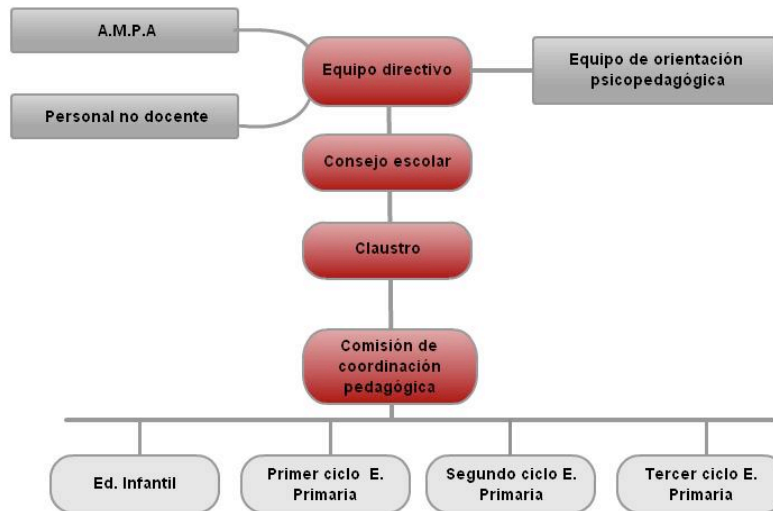 A.M.P.A
Equipo directivo
Equipo de orientación
psicopedagógica
Personal no docente
Consejo escolar
Claustro
Comisión de
coordinación
pedagógica
Ed. Infantil
Primer ciclo E.
Primaria
Segundo ciclo E.
Primaria
Tercer ciclo E.
Primaria